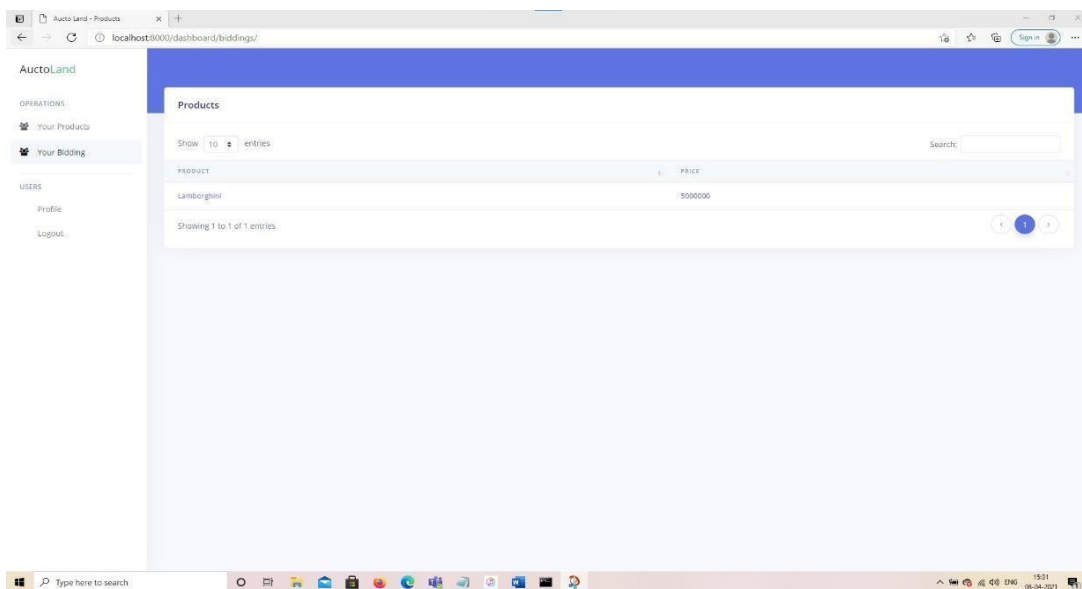 Aucto Land - Products
localhost:8000/dashboard/biddings/
Sign in
AuctoLand
OPERATIONS
Your Products
Your Bidding
USERS
Profile
Logout
Products
Show 10 entries
Search:
PRODUCT PRICE
Lamborghini 5000000
Showing 1 to 1 of 1 entries
1
Type here to search
ENG
15:31
08-04-2021